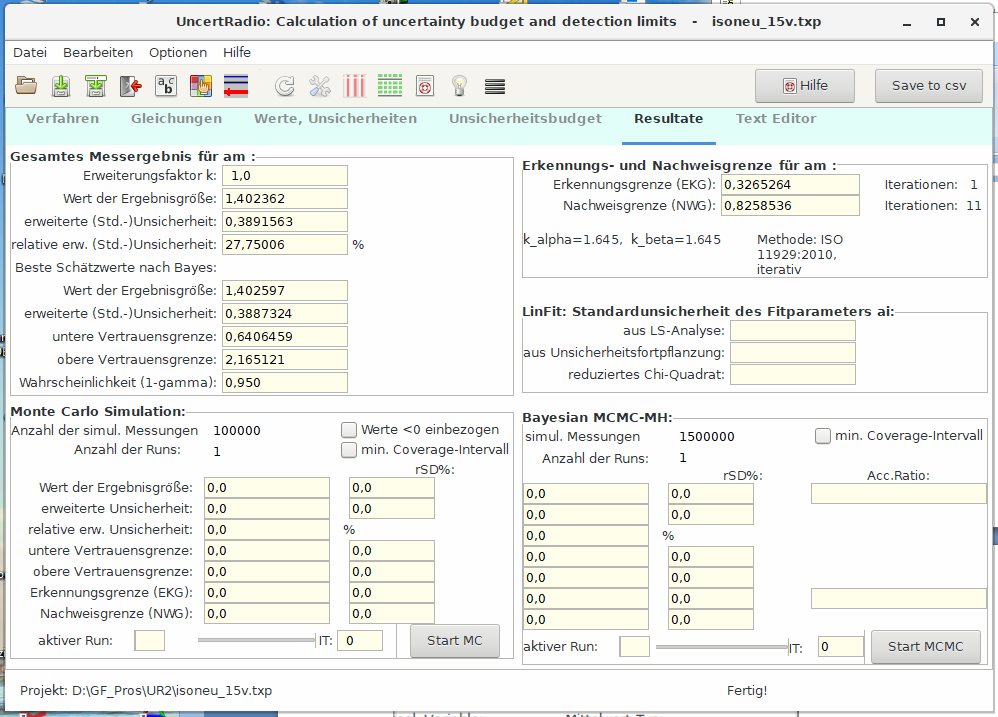 UncertRadio: Calculation of uncertainty budget and detection limits - isoneu_15v.txp
Datei Bearbeiten Optionen Hilfe
Hilfe Save to csv
Verfahren Gleichungen Werte, Unsicherheiten Unsicherheitsbudget Resultate Text Editor
Gesamtes Messergebnis für am :
Erweiterungsfaktor k: 1,0
Wert der Ergebnisgröße: 1,402362
erweiterte (Std.-)Unsicherheit: 0,3891563
relative erw. (Std.-)Unsicherheit: 27,75006 %
Beste Schätzwerte nach Bayes:
Wert der Ergebnisgröße: 1,402597
erweiterte (Std.-)Unsicherheit: 0,3887324
untere Vertrauensgrenze: 0,6406459
obere Vertrauensgrenze: 2,165121
Wahrscheinlichkeit (1-gamma): 0,950
Erkennungs- und Nachweisgrenze für am :
Erkennungsgrenze (EKG): 0,3265264 Iterationen: 1
Nachweisgrenze (NWG): 0,8258536 Iterationen: 11
k_alpha=1.645, k_beta=1.645 Methode: ISO
11929:2010,
iterativ
LinFit: Standardunsicherheit des Fitparameters ai:
aus LS-Analyse:
aus Unsicherheitsfortpflanzung:
reduziertes Chi-Quadrat:
Monte Carlo Simulation:
Anzahl der simul. Messungen 100000 Werte <0 einbezogen
Anzahl der Runs: 1 min. Coverage-Intervall
rSD%:
Wert der Ergebnisgröße: 0,0 0,0
erweiterte Unsicherheit: 0,0 0,0
relative erw. Unsicherheit: 0,0 %
untere Vertrauensgrenze: 0,0 0,0
obere Vertrauensgrenze: 0,0 0,0
Erkennungsgrenze (EKG): 0,0 0,0
Nachweisgrenze (NWG): 0,0 0,0
aktiver Run: IT: 0 Start MC
Bayesian MCMC-MH:
simul. Messungen 1500000 min. Coverage-Intervall
Anzahl der Runs: 1
rSD%: Acc.Ratio:
0,0 0,0
0,0 0,0
0,0 %
0,0 0,0
0,0 0,0
0,0 0,0
0,0 0,0
aktiver Run: IT: 0 Start MCMC
Projekt: D:\GF_Pros\UR2\isoneu_15v.txp Fertig!